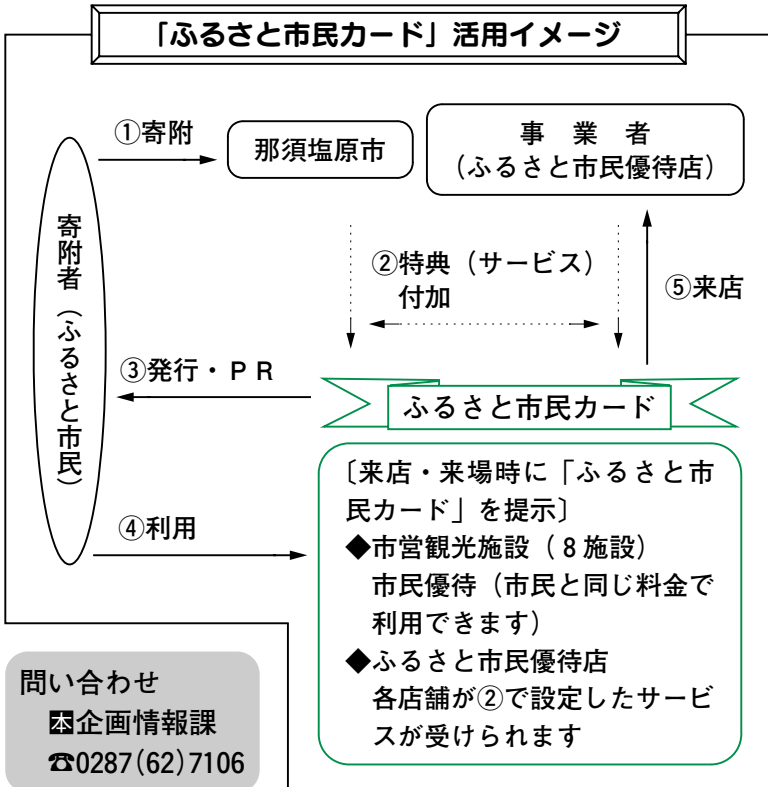 「ふるさと市民カード」活用イメージ
①寄附
那須塩原市
事業者
(ふるさと市民優待店)
寄附者(ふるさと市民)
②特典(サービス)
付加
⑤来店
③発行・PR
ふるさと市民カード
④利用
〔来店・来場時に「ふるさと市
民カード」を提示〕
◆市営観光施設(8施設)
市民優待(市民と同じ料金で
利用できます)
◆ふるさと市民優待店
各店舗が②で設定したサービ
スが受けられます
問い合わせ
本企画情報課
☎0287(62)7106